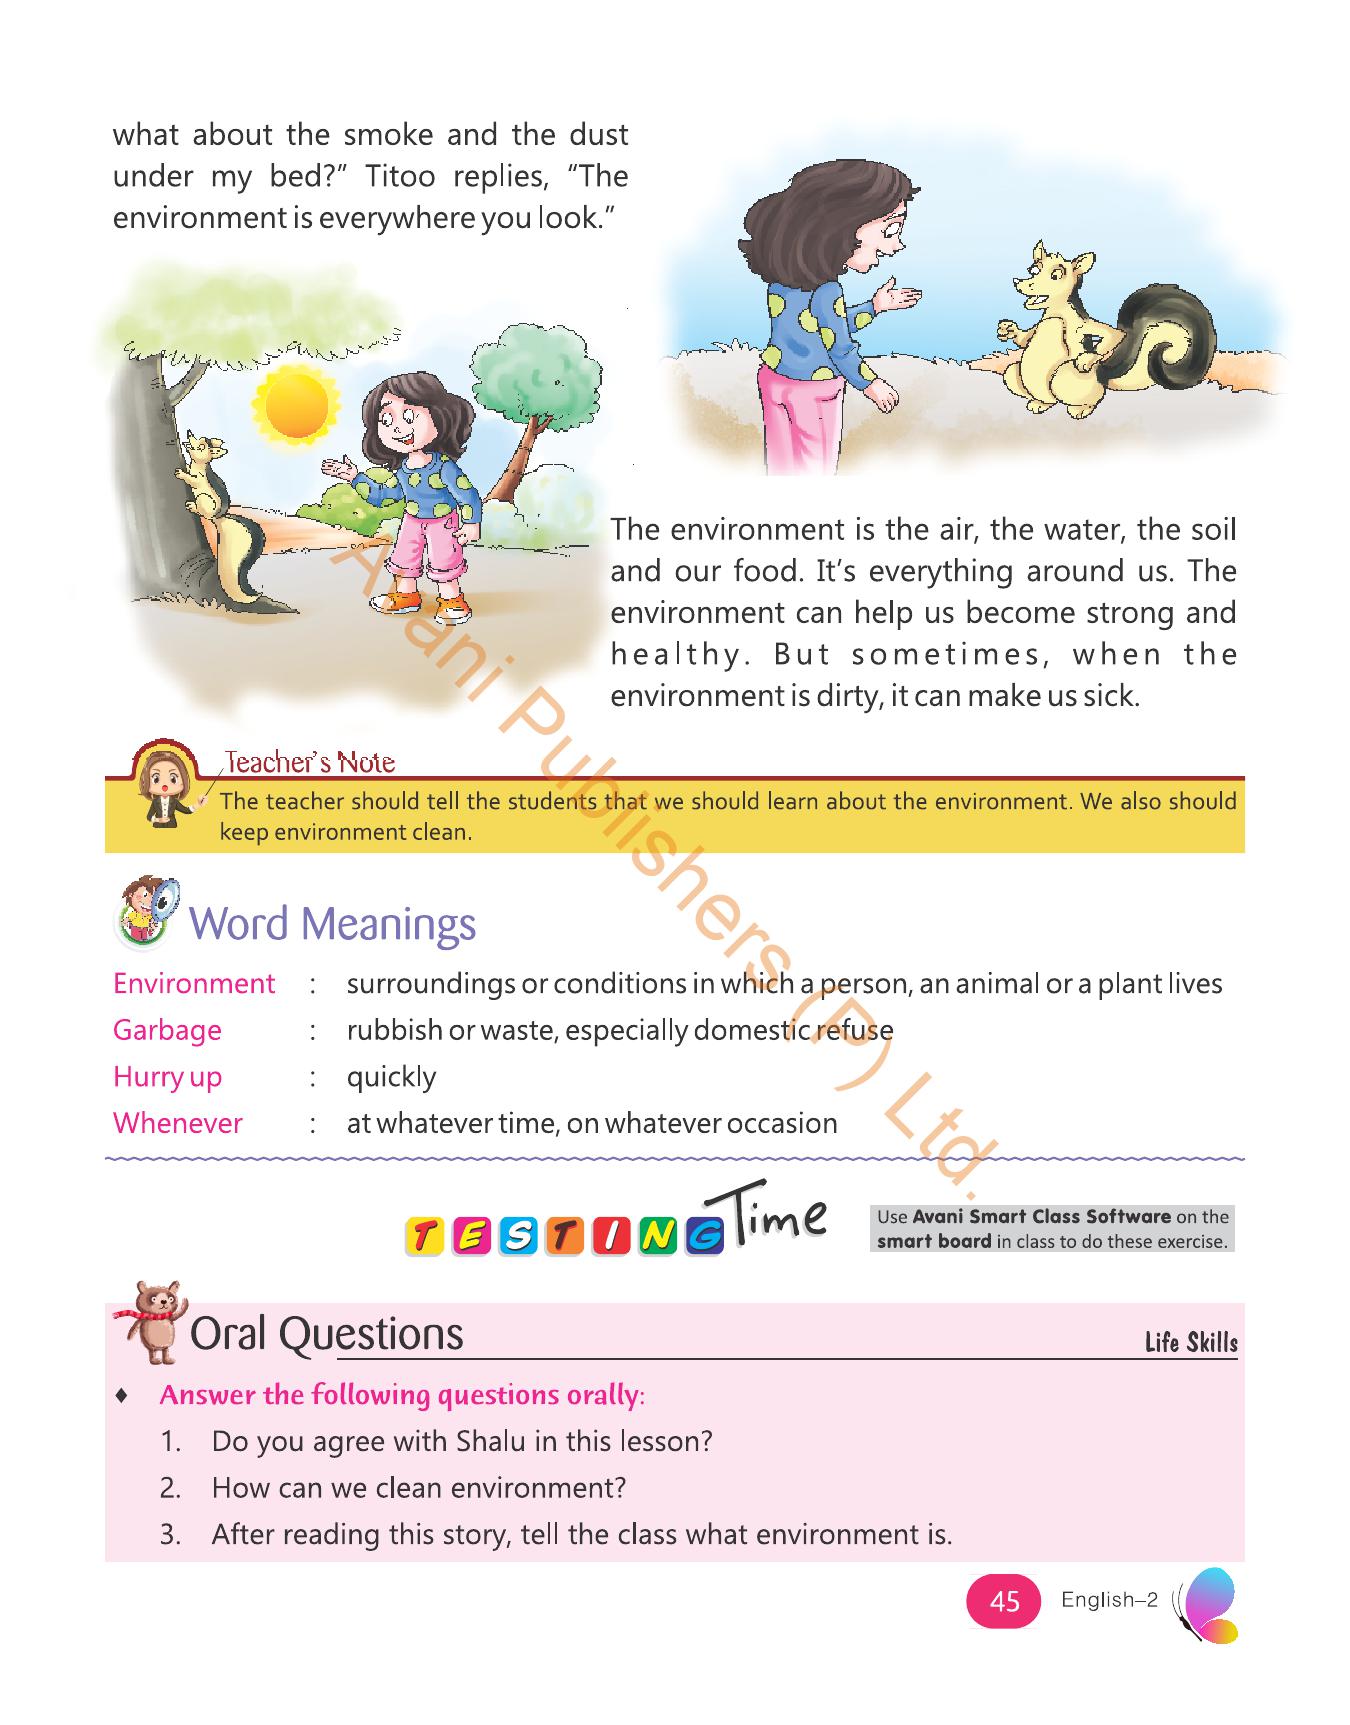 what about the smoke and the dust
under my bed?” Titoo replies, “The
environment is everywhere you look.”
The environment is the air, the water, the soil
and our food. It’s everything around us. The
environment can help us become strong and
healthy. But sometimes, when the
environment is dirty, it can make us sick.
Teacher’s Note
The teacher should tell the students that we should learn about the environment. We also should
keep environment clean.
Word Meanings
Environment : surroundings or conditions in which a person, an animal or a plant lives
Garbage : rubbish or waste, especially domestic refuse
Hurry up : quickly
Whenever : at whatever time, on whatever occasion
TESTING Time
Use Avani Smart Class Software on the
smart board in class to do these exercise.
Oral Questions
Life Skills
♦ Answer the following questions orally:
1. Do you agree with Shalu in this lesson?
2. How can we clean environment?
3. After reading this story, tell the class what environment is.
45 English–2
Avani Publishers (P) Ltd.